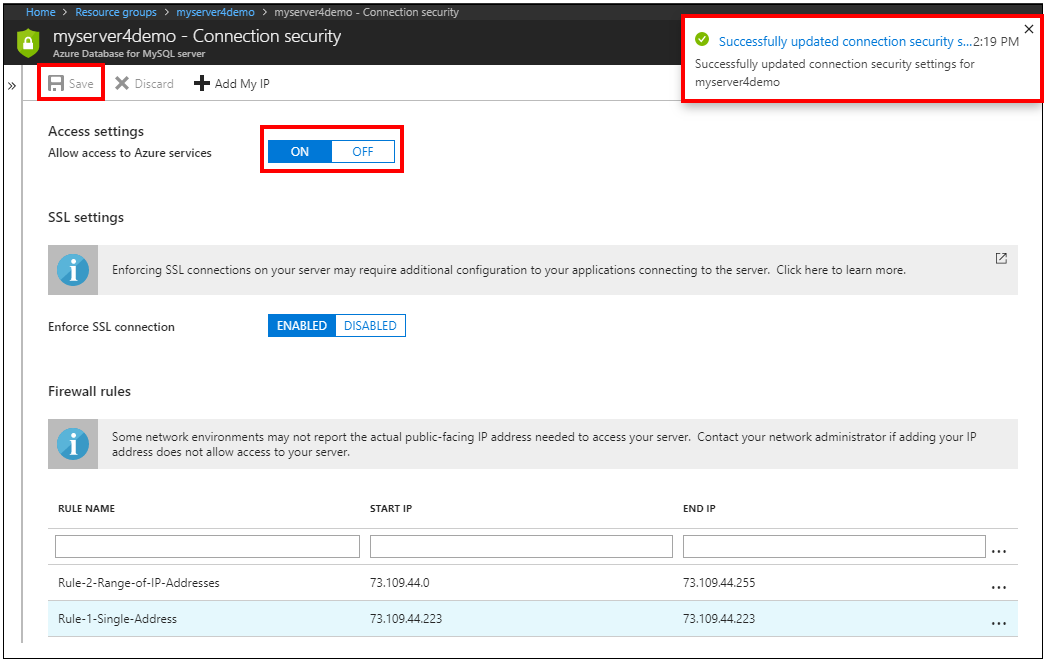 Home > Resource groups > myserver4demo > myserver4demo - Connection security
myserver4demo - Connection security
Azure Database for MySQL server
Successfully updated connection security s...2:19 PM
Successfully updated connection security settings for
myserver4demo
Save Discard Add My IP
Access settings
Allow access to Azure services ON OFF
SSL settings
Enforcing SSL connections on your server may require additional configuration to your applications connecting to the server. Click here to learn more.
Enforce SSL connection ENABLED DISABLED
Firewall rules
Some network environments may not report the actual public-facing IP address needed to access your server. Contact your network administrator if adding your IP
address does not allow access to your server.
RULE NAME START IP END IP
...
Rule-2-Range-of-IP-Addresses 73.109.44.0 73.109.44.255 ...
Rule-1-Single-Address 73.109.44.223 73.109.44.223 ...